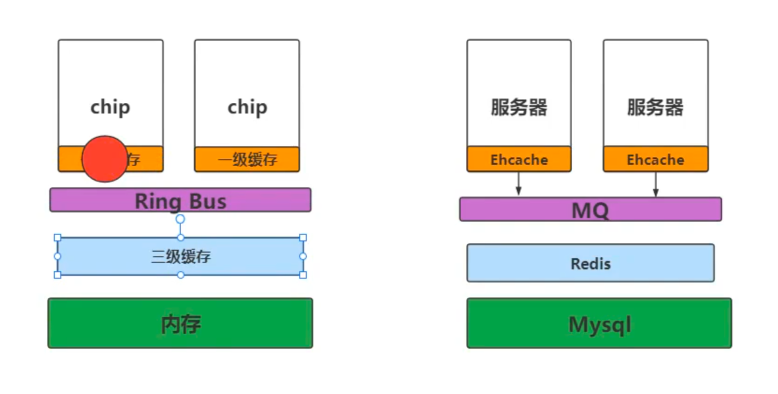 chip
chip
服务器
服务器
存
一级缓存
Ehcache
Ehcache
Ring Bus
MQ
三级缓存
Redis
内存
Mysql